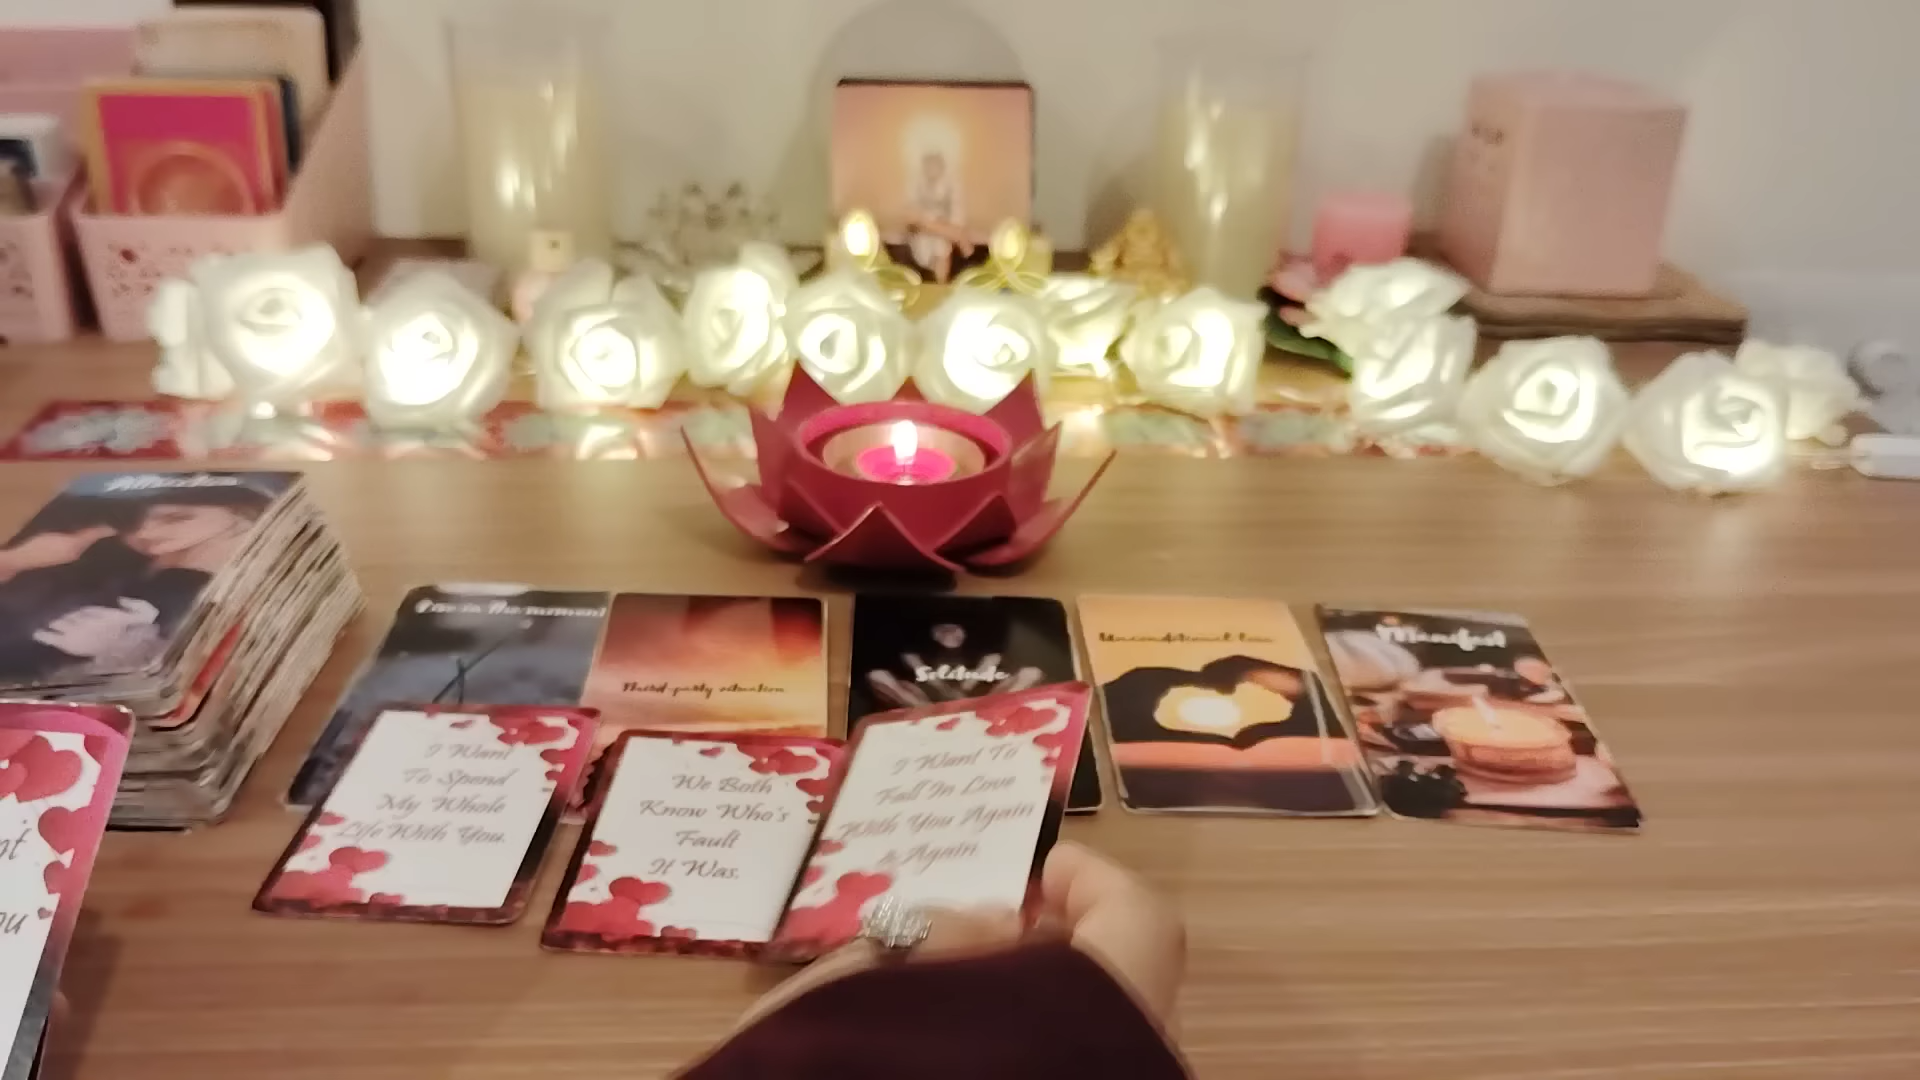 Attraction
Live in the moment
Third-party situation
Solitude
Unconditional love
Manifest
I Want
To Spend
My Whole
Life With You.
We Both
Know Who's
Fault
It Was.
I Want To
Fall In Love
With You Again
& Again